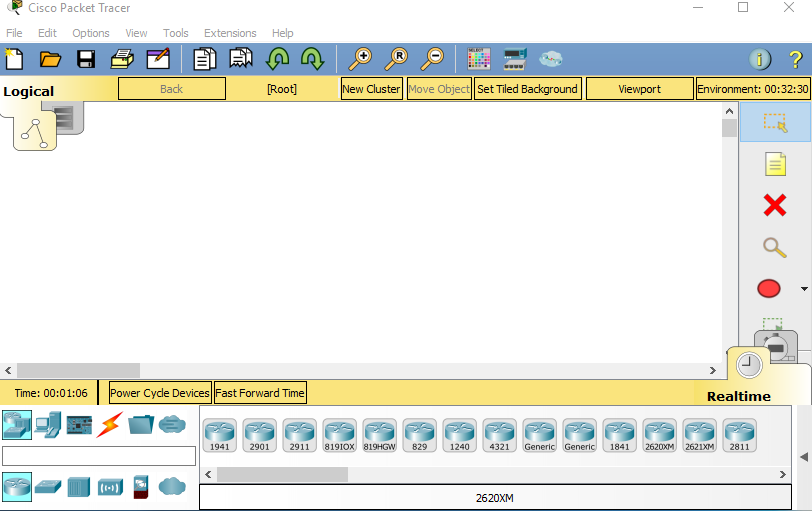 Cisco Packet Tracer
File Edit Options View Tools Extensions Help
Logical Back [Root] New Cluster Move Object Set Tiled Background Viewport Environment: 00:32:30
Time: 00:01:06 Power Cycle Devices Fast Forward Time Realtime
1941 2901 2911 819IOX 819HGW 829 1240 4321 Generic Generic 1841 2620XM 2621XM 2811
2620XM